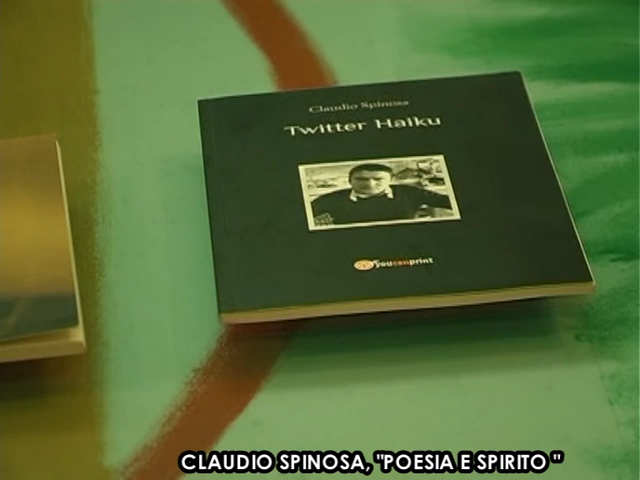 Claudio Spinosa
Twitter Haiku
youcanprint
CLAUDIO SPINOSA, "POESIA E SPIRITO "